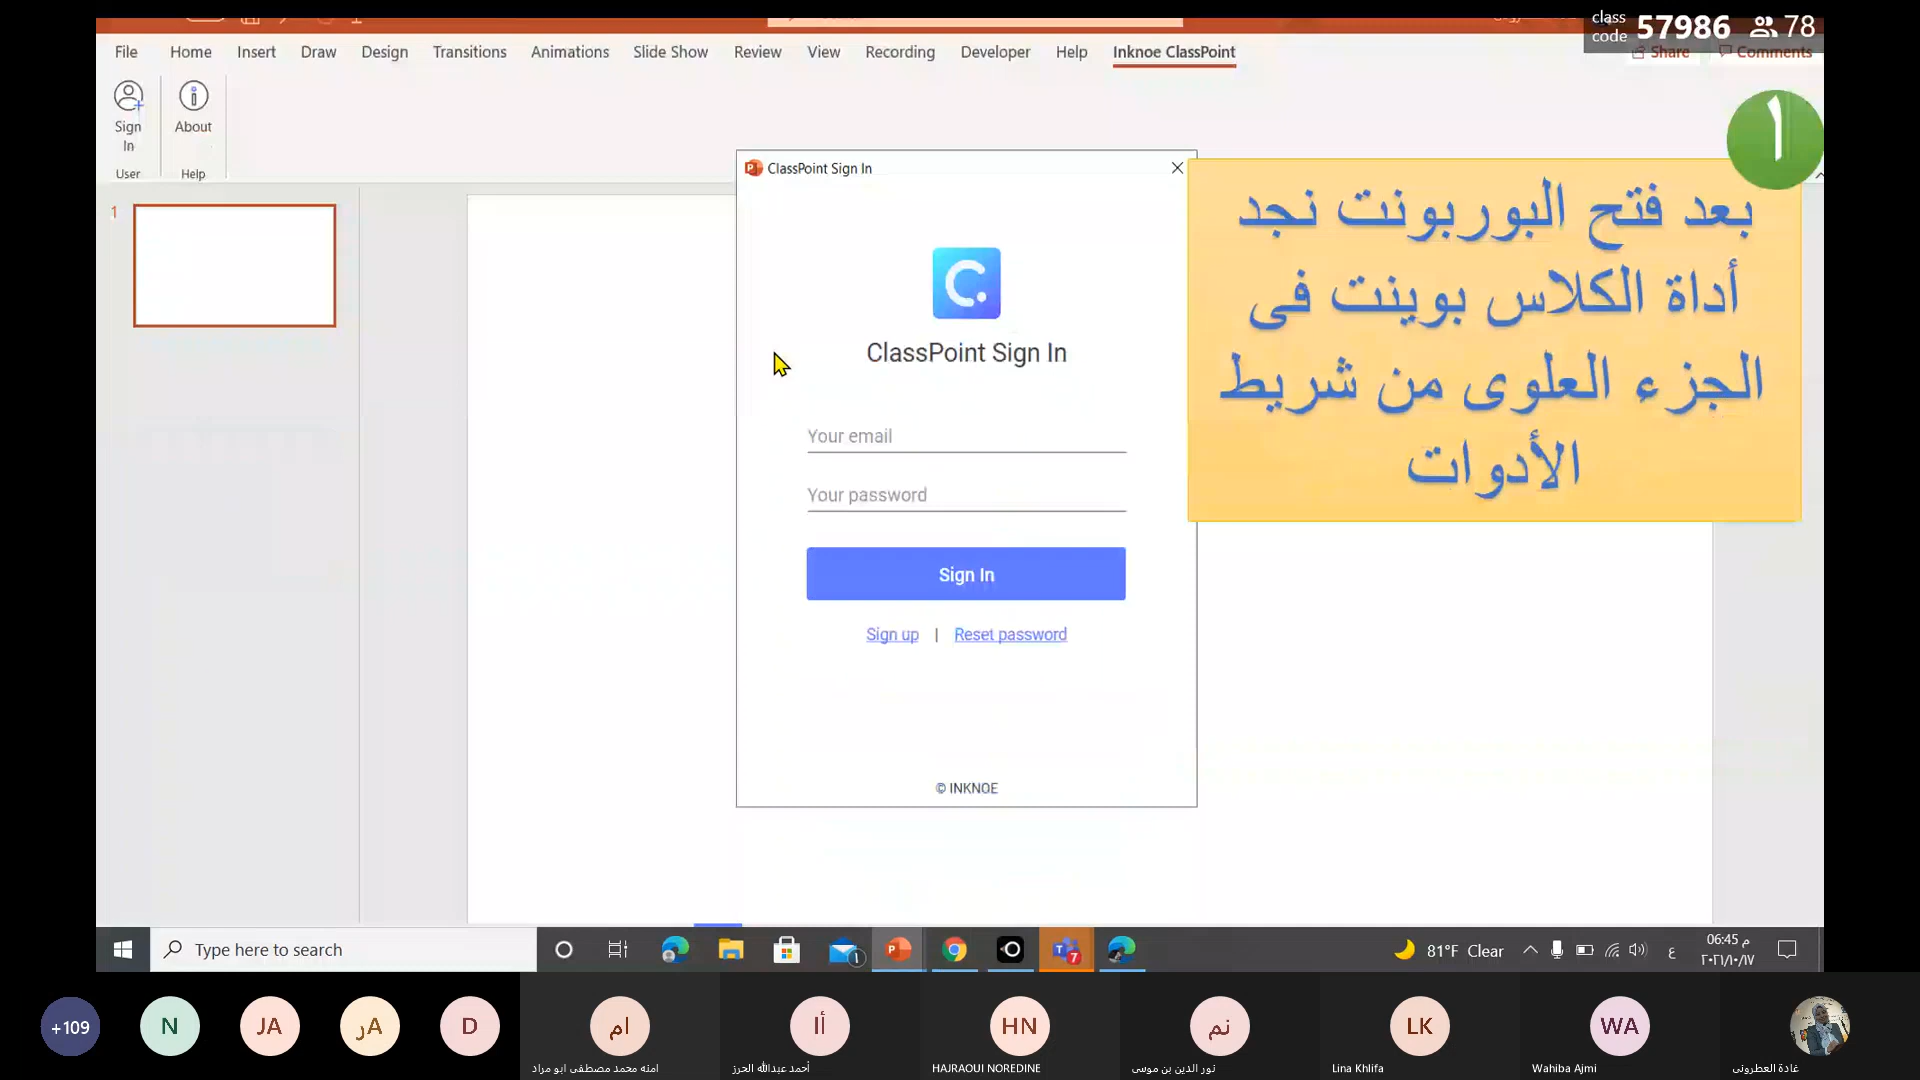 class code 57986 78
File Home Insert Draw Design Transitions Animations Slide Show Review View Recording Developer Help Inknoe ClassPoint
Share Comments
Sign In
About
User
Help
١
1
ClassPoint Sign In
C.
ClassPoint Sign In
Your email
Your password
Sign In
Sign up | Reset password
© INKNOE
بعد فتح البوربونت نجد
أداة الكلاس بوينت فى
الجزء العلوى من شريط
الأدوات
Type here to search
7
81°F Clear
ع
06:45 م
٢٠٢١/١٠/١٧
+109 N JA رA D ام أا HN نم LK WA
امنه محمد مصطفى ابو مراد
أحمد عبدالله الحرز
HAJRAOUI NOREDINE
نور الدين بن موسى
Lina Khlifa
Wahiba Ajmi
غادة العطرونى